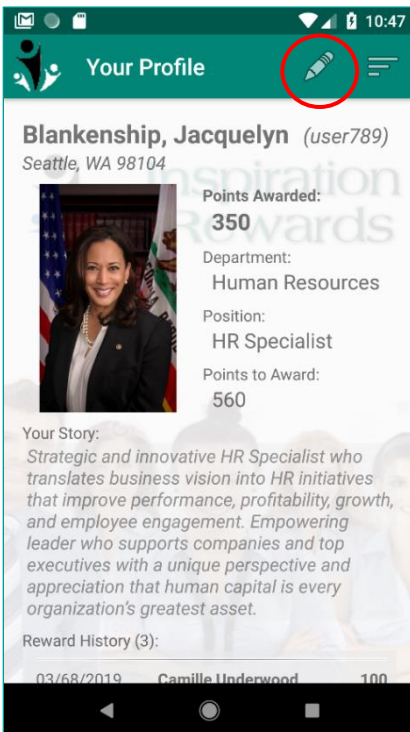 10:47
Your Profile
Blankenship, Jacquelyn (user789)
Seattle, WA 98104
Inspiration
Rewards
Points Awarded:
350
Department:
Human Resources
Position:
HR Specialist
Points to Award:
560
Your Story:
Strategic and innovative HR Specialist who
translates business vision into HR initiatives
that improve performance, profitability, growth,
and employee engagement. Empowering
leader who supports companies and top
executives with a unique perspective and
appreciation that human capital is every
organization's greatest asset.
Reward History (3):
03/68/2019 Camille Underwood 100